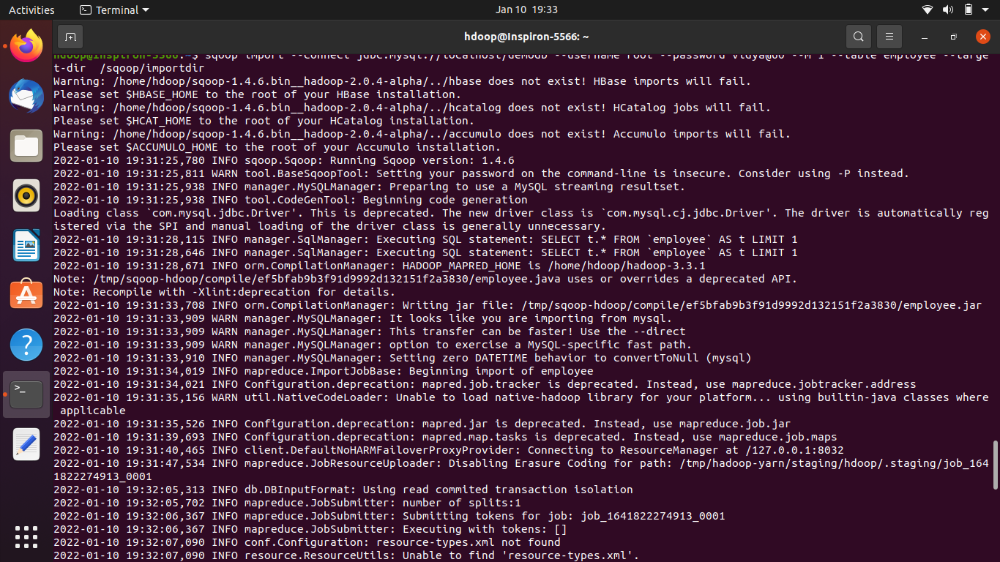 Activities
Terminal
Jan 10 19:33
hdoop@Inspiron-5566: ~
hdoop@Inspiron-5566:~$ sqoop import --connect jdbc:mysql://localhost/demodb --username root --password vidya@00 --m 1 --table employee --targe
t-dir  /sqoop/importdir
Warning: /home/hdoop/sqoop-1.4.6.bin__hadoop-2.0.4-alpha/../hbase does not exist! HBase imports will fail.
Please set $HBASE_HOME to the root of your HBase installation.
Warning: /home/hdoop/sqoop-1.4.6.bin__hadoop-2.0.4-alpha/../hcatalog does not exist! HCatalog jobs will fail.
Please set $HCAT_HOME to the root of your HCatalog installation.
Warning: /home/hdoop/sqoop-1.4.6.bin__hadoop-2.0.4-alpha/../accumulo does not exist! Accumulo imports will fail.
Please set $ACCUMULO_HOME to the root of your Accumulo installation.
2022-01-10 19:31:25,780 INFO sqoop.Sqoop: Running Sqoop version: 1.4.6
2022-01-10 19:31:25,811 WARN tool.BaseSqoopTool: Setting your password on the command-line is insecure. Consider using -P instead.
2022-01-10 19:31:25,938 INFO manager.MySQLManager: Preparing to use a MySQL streaming resultset.
2022-01-10 19:31:25,938 INFO tool.CodeGenTool: Beginning code generation
Loading class `com.mysql.jdbc.Driver'. This is deprecated. The new driver class is `com.mysql.cj.jdbc.Driver'. The driver is automatically reg
istered via the SPI and manual loading of the driver class is generally unnecessary.
2022-01-10 19:31:28,115 INFO manager.SqlManager: Executing SQL statement: SELECT t.* FROM `employee` AS t LIMIT 1
2022-01-10 19:31:28,646 INFO manager.SqlManager: Executing SQL statement: SELECT t.* FROM `employee` AS t LIMIT 1
2022-01-10 19:31:28,671 INFO orm.CompilationManager: HADOOP_MAPRED_HOME is /home/hdoop/hadoop-3.3.1
Note: /tmp/sqoop-hdoop/compile/ef5bfab9b3f91d9992d132151f2a3830/employee.java uses or overrides a deprecated API.
Note: Recompile with -Xlint:deprecation for details.
2022-01-10 19:31:33,708 INFO orm.CompilationManager: Writing jar file: /tmp/sqoop-hdoop/compile/ef5bfab9b3f91d9992d132151f2a3830/employee.jar
2022-01-10 19:31:33,909 WARN manager.MySQLManager: It looks like you are importing from mysql.
2022-01-10 19:31:33,909 WARN manager.MySQLManager: This transfer can be faster! Use the --direct
2022-01-10 19:31:33,909 WARN manager.MySQLManager: option to exercise a MySQL-specific fast path.
2022-01-10 19:31:33,910 INFO manager.MySQLManager: Setting zero DATETIME behavior to convertToNull (mysql)
2022-01-10 19:31:34,019 INFO mapreduce.ImportJobBase: Beginning import of employee
2022-01-10 19:31:34,021 INFO Configuration.deprecation: mapred.job.tracker is deprecated. Instead, use mapreduce.jobtracker.address
2022-01-10 19:31:35,156 WARN util.NativeCodeLoader: Unable to load native-hadoop library for your platform... using builtin-java classes where
 applicable
2022-01-10 19:31:35,526 INFO Configuration.deprecation: mapred.jar is deprecated. Instead, use mapreduce.job.jar
2022-01-10 19:31:39,693 INFO Configuration.deprecation: mapred.map.tasks is deprecated. Instead, use mapreduce.job.maps
2022-01-10 19:31:40,465 INFO client.DefaultNoHARMFailoverProxyProvider: Connecting to ResourceManager at /127.0.0.1:8032
2022-01-10 19:31:47,534 INFO mapreduce.JobResourceUploader: Disabling Erasure Coding for path: /tmp/hadoop-yarn/staging/hdoop/.staging/job_164
1822274913_0001
2022-01-10 19:32:05,313 INFO db.DBInputFormat: Using read commited transaction isolation
2022-01-10 19:32:05,702 INFO mapreduce.JobSubmitter: number of splits:1
2022-01-10 19:32:06,367 INFO mapreduce.JobSubmitter: Submitting tokens for job: job_1641822274913_0001
2022-01-10 19:32:06,367 INFO mapreduce.JobSubmitter: Executing with tokens: []
2022-01-10 19:32:07,090 INFO conf.Configuration: resource-types.xml not found
2022-01-10 19:32:07,090 INFO resource.ResourceUtils: Unable to find 'resource-types.xml'.